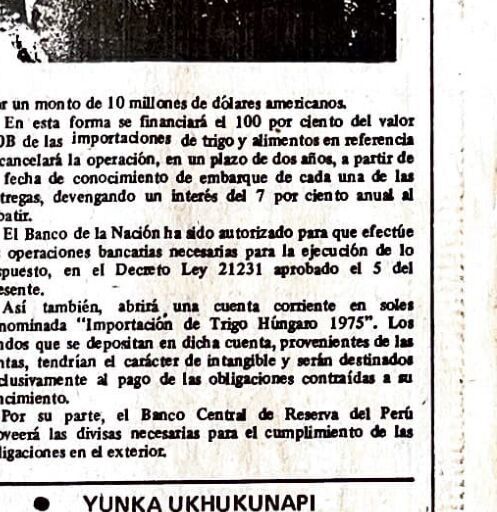 r un monto de 10 millones de dólares americanos.
En esta forma se financiará el 100 por ciento del valor
OB de las importaciones de trigo y alimentos en referencia
cancelará la operación, en un plazo de dos años, a partir de
fecha de conocimiento de embarque de cada una de las
tregas, devengando un interés del 7 por ciento anual al
batir.
El Banco de la Nación ha sido autorizado para que efectúe
operaciones bancarias necesarias para la ejecución de lo
spuesto, en el Decreto Ley 21231 aprobado el 5 del
esente.
Así también, abrirá una cuenta corriente en soles
nominada "Importación de Trigo Húngaro 1975". Los
ndos que se depositan en dicha cuenta, provenientes de las
ntas, tendrían el carácter de intangible y serán destinados
clusivamente al pago de las obligaciones contraídas a su
ncimiento.
Por su parte, el Banco Central de Reserva del Perú
oveerá las divisas necesarias para el cumplimiento de las
ligaciones en el exterior.
● YUNKA UKHUKUNAPI